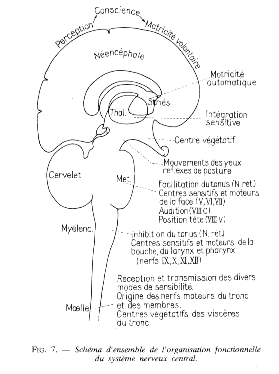 Conscience
Perception
Motricité volontaire
Néencéphale
Motricité
automatique
Striés
Thal.
Intégration
sensitive
Centre végétatif
Mouvements des yeux
réflexes de posture
Cervelet
Met.
Facilitation du tonus (N. ret.)
Centres sensitifs et moteurs
de la face (V, VI, VII)
Audition (VIII C)
Position tête (VIII V)
Myélenc.
Inhibition du tonus (N. ret.)
Centres sensitifs et moteurs de la
bouche, du larynx et pharynx
(nerfs IX, X, XI, XII)
Réception et transmission des divers
modes de sensibilité.
Origine des nerfs moteurs du tronc
et des membres.
Moelle
Centres végétatifs des viscères
du tronc
FIG. 7. — Schéma d'ensemble de l'organisation fonctionnelle
du système nerveux central.